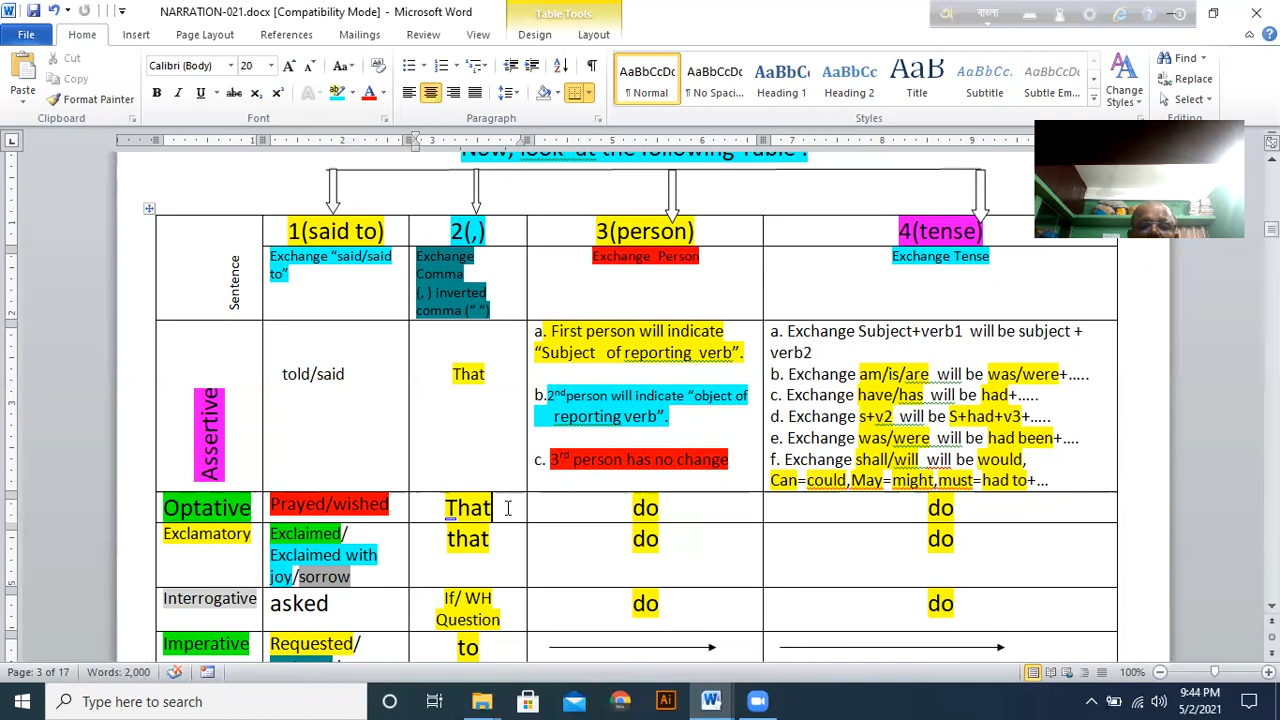 NARRATION-021.docx [Compatibility Mode] - Microsoft Word
Table Tools
বাংলা
File Home Insert Page Layout References Mailings Review View Design Layout
Paste
Cut
Copy
Format Painter
Clipboard
Calibri (Body) 20
Font
Paragraph
AaBbCcDc AaBbCcDc AaBbCc AaBbCc AaB AaBbCc. AaBbCcDc
¶ Normal ¶ No Spaci... Heading 1 Heading 2 Title Subtitle Subtle Em...
Styles
Change
Styles
Find
Replace
Select
Editing
Now, look at the following Table :
Sentence
1(said to) 2(,) 3(person) 4(tense)
Exchange “said/said
to”
Exchange
Comma
(, ) inverted
comma (“ ”)
Exchange Person
Exchange Tense
Assertive
told/said
That
a. First person will indicate
“Subject of reporting verb”.
b.2nd person will indicate “object of
reporting verb”.
c. 3rd person has no change
a. Exchange Subject+verb1 will be subject +
verb2
b. Exchange am/is/are will be was/were+.....
c. Exchange have/has will be had+.....
d. Exchange s+v2 will be S+had+v3+.....
e. Exchange was/were will be had been+....
f. Exchange shall/will will be would,
Can=could,May=might,must=had to+...
Optative Prayed/wished That do do
Exclamatory
Exclaimed/
Exclaimed with
joy/sorrow
that do do
Interrogative asked
If/ WH
Question
do do
Imperative Requested/ to
Page: 3 of 17 Words: 2,000 100%
Type here to search
9:44 PM
5/2/2021